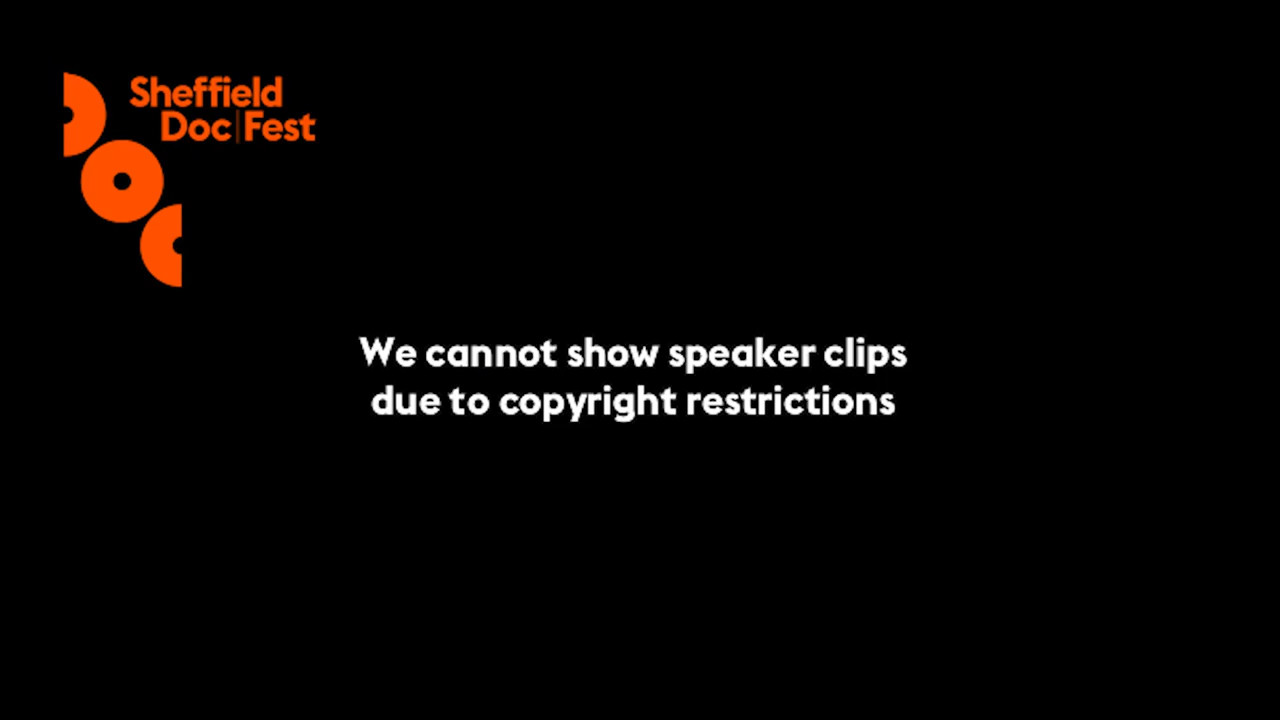 Sheffield
Doc|Fest
We cannot show speaker clips
due to copyright restrictions